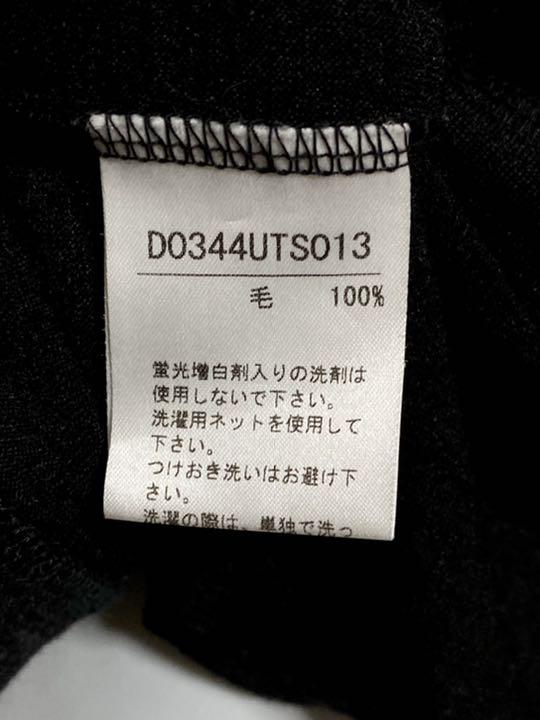 D0344UTS013
毛 100%
蛍光増白剤入りの洗剤は
使用しないで下さい。
洗濯用ネットを使用して
下さい。
つけおき洗いはお避け下
さい。
洗濯の際は、単独で洗っ